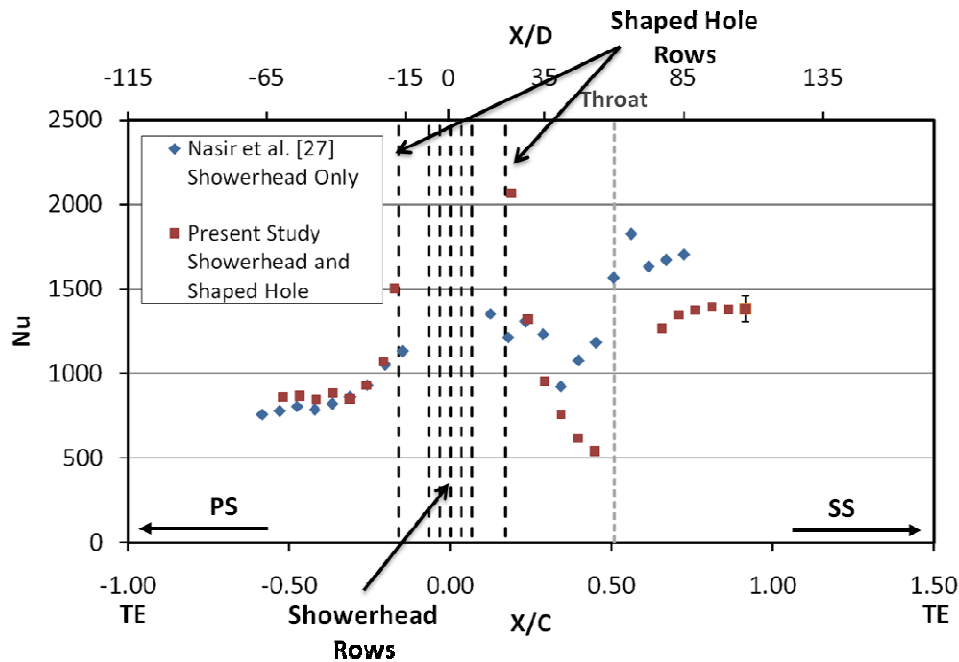 Shaped Hole
Rows
X/D
-115 -65 -15 0 35 85 135
Throat
2500
2000
1500
1000
500
0
Nu
Nasir et al. [27]
Showerhead Only
Present Study
Showerhead and
Shaped Hole
PS
SS
-1.00 -0.50 0.00 0.50 1.00 1.50
TE
TE
Showerhead
Rows
X/C